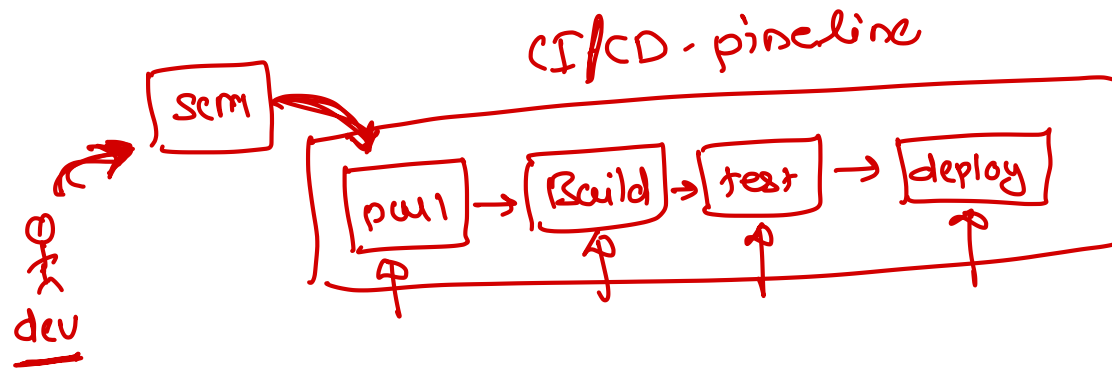 CI/CD - pipeline
scm
pull
Build
test
deploy
dev